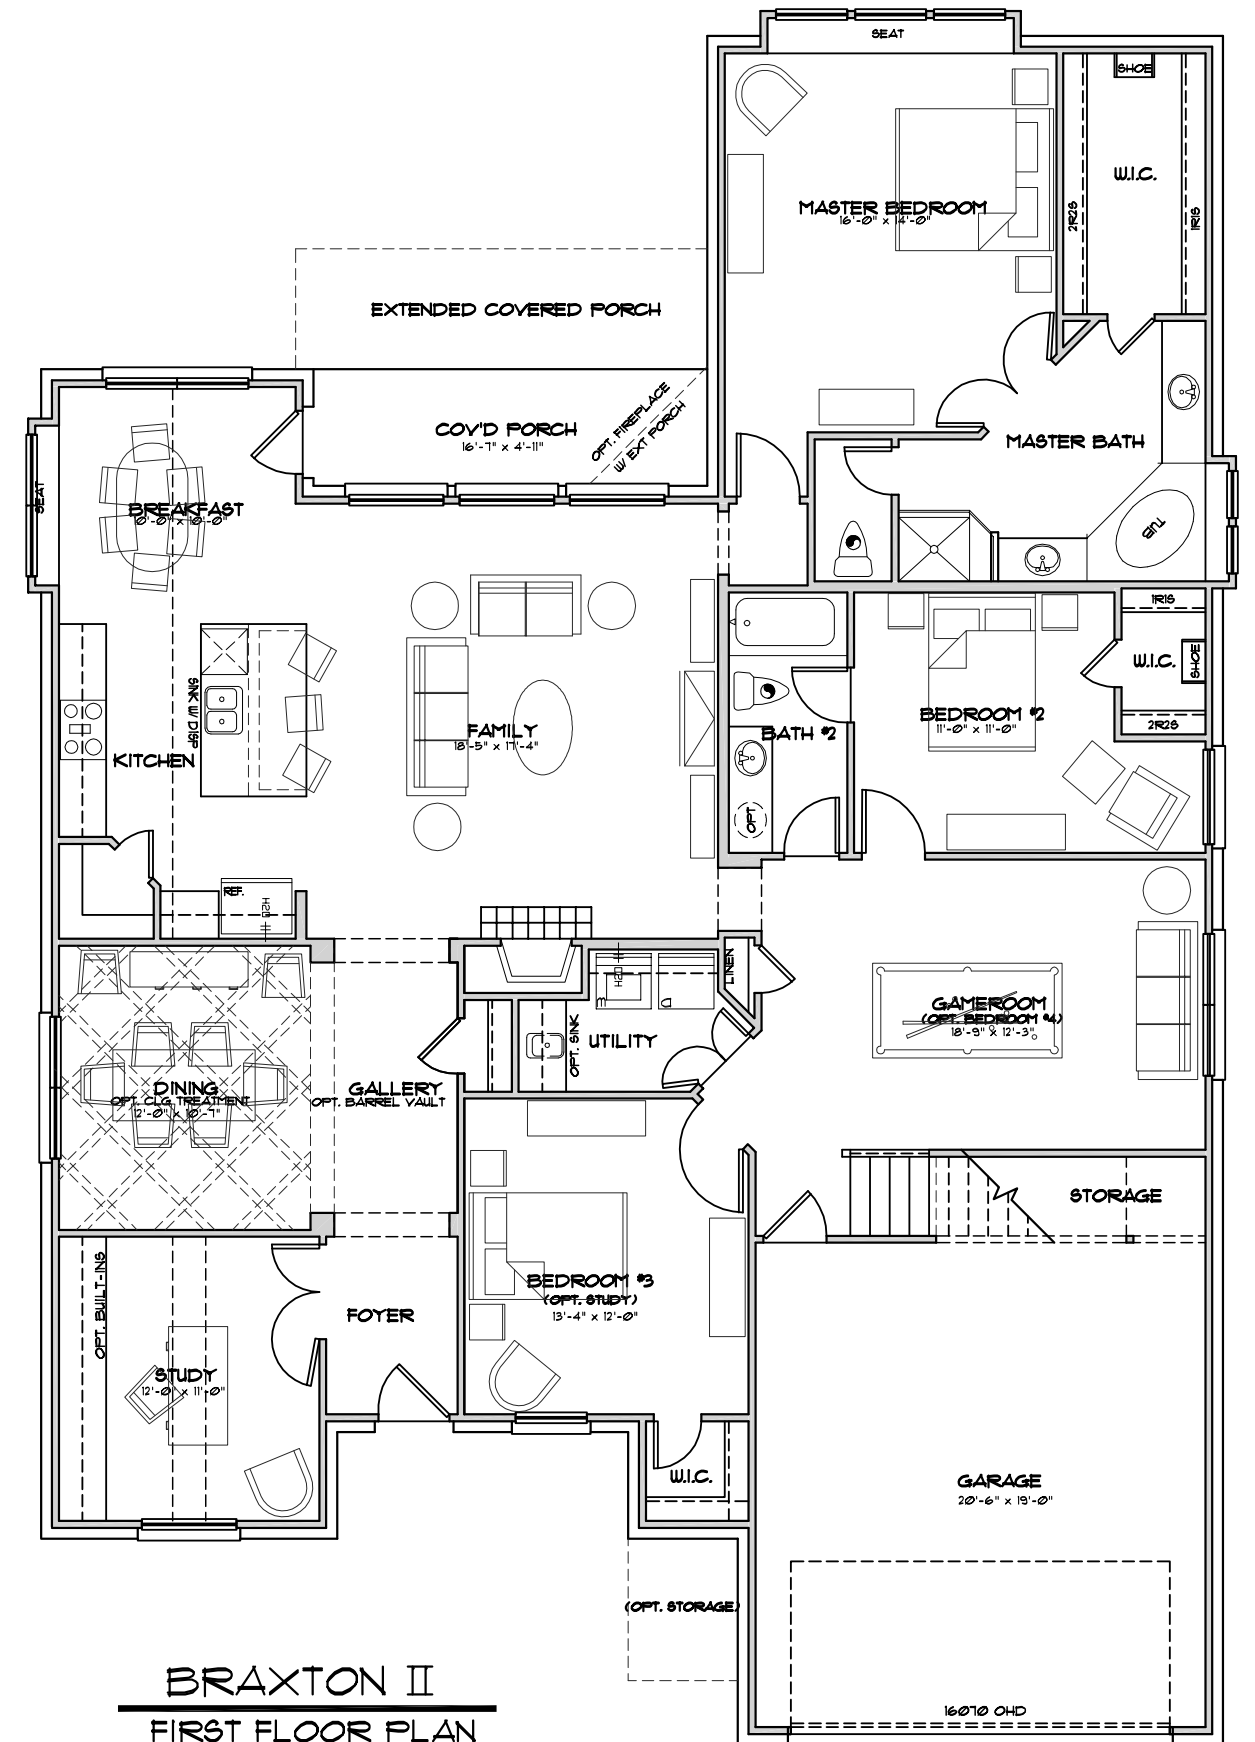 SEAT
SHOE
W.I.C.
MASTER BEDROOM
16'-0" x 14'-0"
2R2S
1R1S
EXTENDED COVERED PORCH
OPT. FIREPLACE
W/ EXT PORCH
COV'D PORCH
16'-7" x 4'-11"
MASTER BATH
SEAT
BREAKFAST
10'-0" x 10'-0"
TUB
1R1S
W.I.C.
SHOE
2R2S
SINK W/ DISP
KITCHEN
FAMILY
18'-5" x 17'-4"
BATH #2
BEDROOM #2
11'-0" x 11'-0"
OPT
REF.
H2O
LINEN
H2O
W
D
OPT. SINK
UTILITY
GAMEROOM
(OPT. BEDROOM #4)
18'-9" x 12'-3"
DINING
OPT. CLG TREATMENT
12'-0" x 10'-7"
GALLERY
OPT. BARREL VAULT
STORAGE
OPT. BUILT-INS
BEDROOM #3
(OPT. STUDY)
13'-4" x 12'-0"
FOYER
STUDY
12'-0" x 11'-0"
W.I.C.
GARAGE
20'-6" x 19'-0"
(OPT. STORAGE)
16070 OHD
BRAXTON II
FIRST FLOOR PLAN